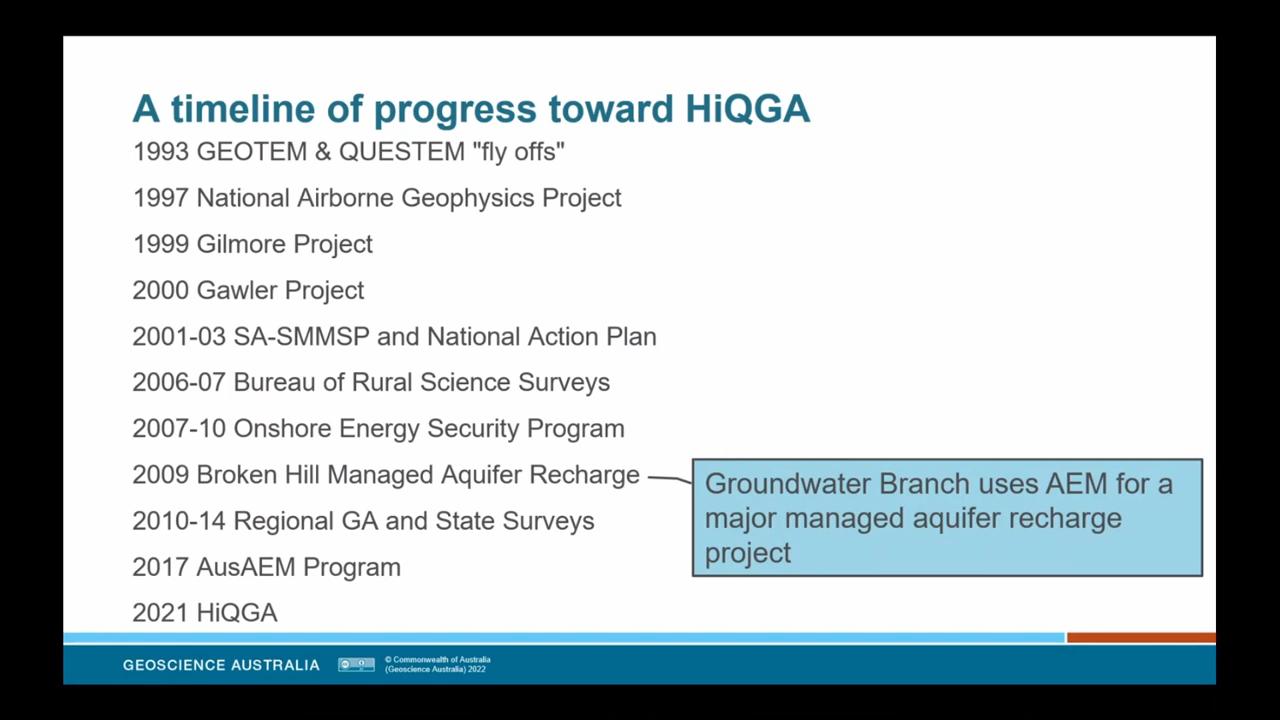 A timeline of progress toward HiQGA
1993 GEOTEM & QUESTEM "fly offs"
1997 National Airborne Geophysics Project
1999 Gilmore Project
2000 Gawler Project
2001-03 SA-SMMSP and National Action Plan
2006-07 Bureau of Rural Science Surveys
2007-10 Onshore Energy Security Program
2009 Broken Hill Managed Aquifer Recharge
Groundwater Branch uses AEM for a
major managed aquifer recharge
project
2010-14 Regional GA and State Surveys
2017 AusAEM Program
2021 HiQGA
GEOSCIENCE AUSTRALIA
© Commonwealth of Australia
(Geoscience Australia) 2022